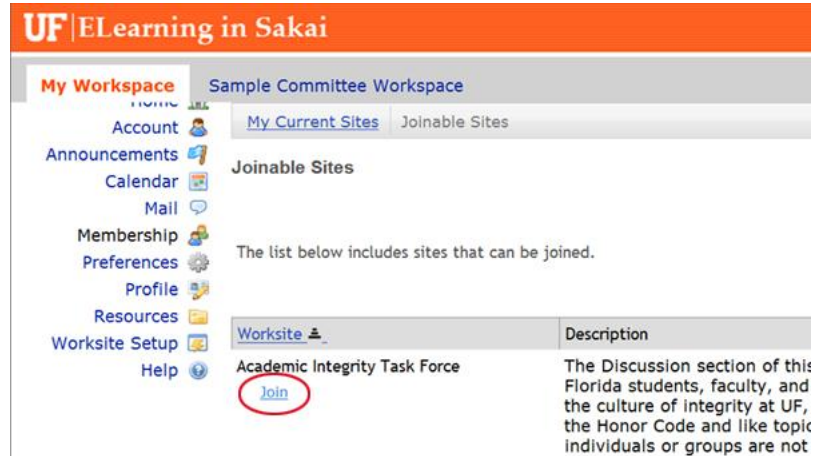 UF ELearning in Sakai
My Workspace Sample Committee Workspace
Home
Account
Announcements
Calendar
Mail
Membership
Preferences
Profile
Resources
Worksite Setup
Help
My Current Sites Joinable Sites
Joinable Sites
The list below includes sites that can be joined.
Worksite Description
Academic Integrity Task Force
Join
The Discussion section of this
Florida students, faculty, and
the culture of integrity at UF,
the Honor Code and like topic
individuals or groups are not